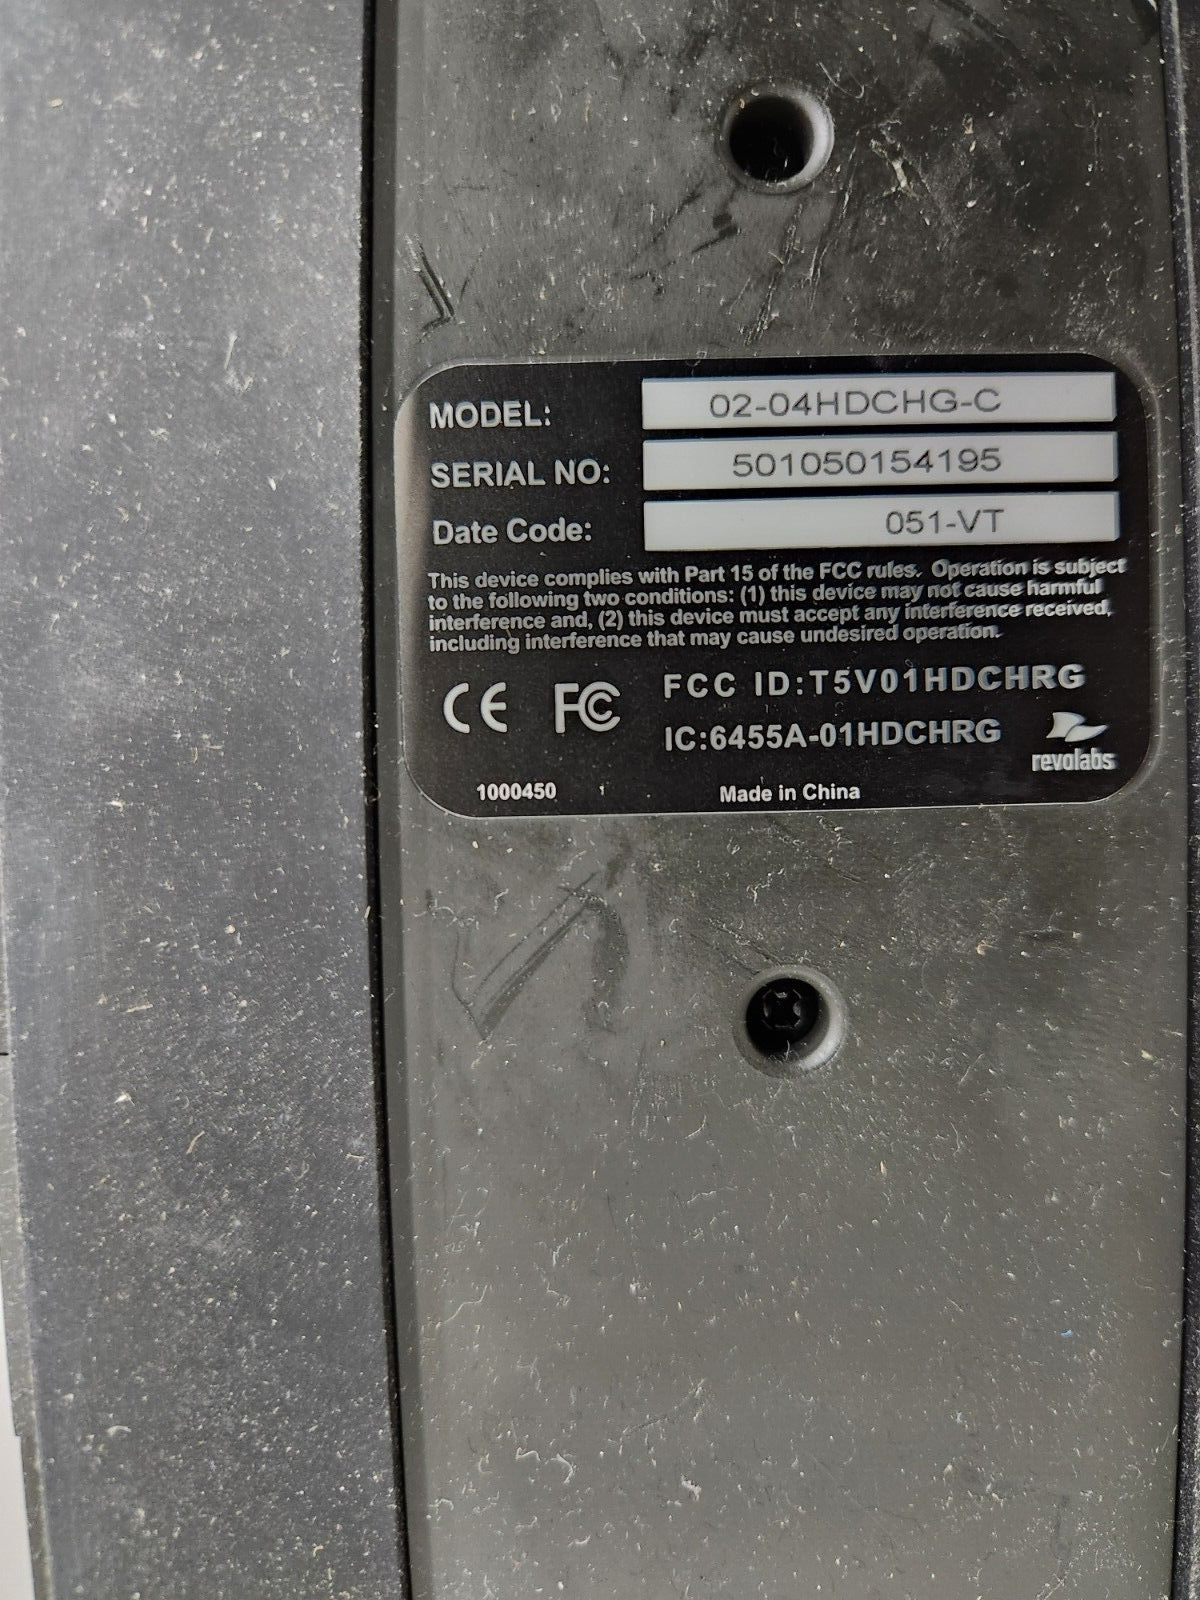 MODEL: 02-04HDCHG-C
SERIAL NO: 501050154195
Date Code: 051-VT
This device complies with Part 15 of the FCC rules. Operation is subject
to the following two conditions: (1) this device may not cause harmful
interference and, (2) this device must accept any interference received,
including interference that may cause undesired operation.
CE FC FCC ID:T5V01HDCHRG
IC:6455A-01HDCHRG
revolabs
1000450 1 Made in China